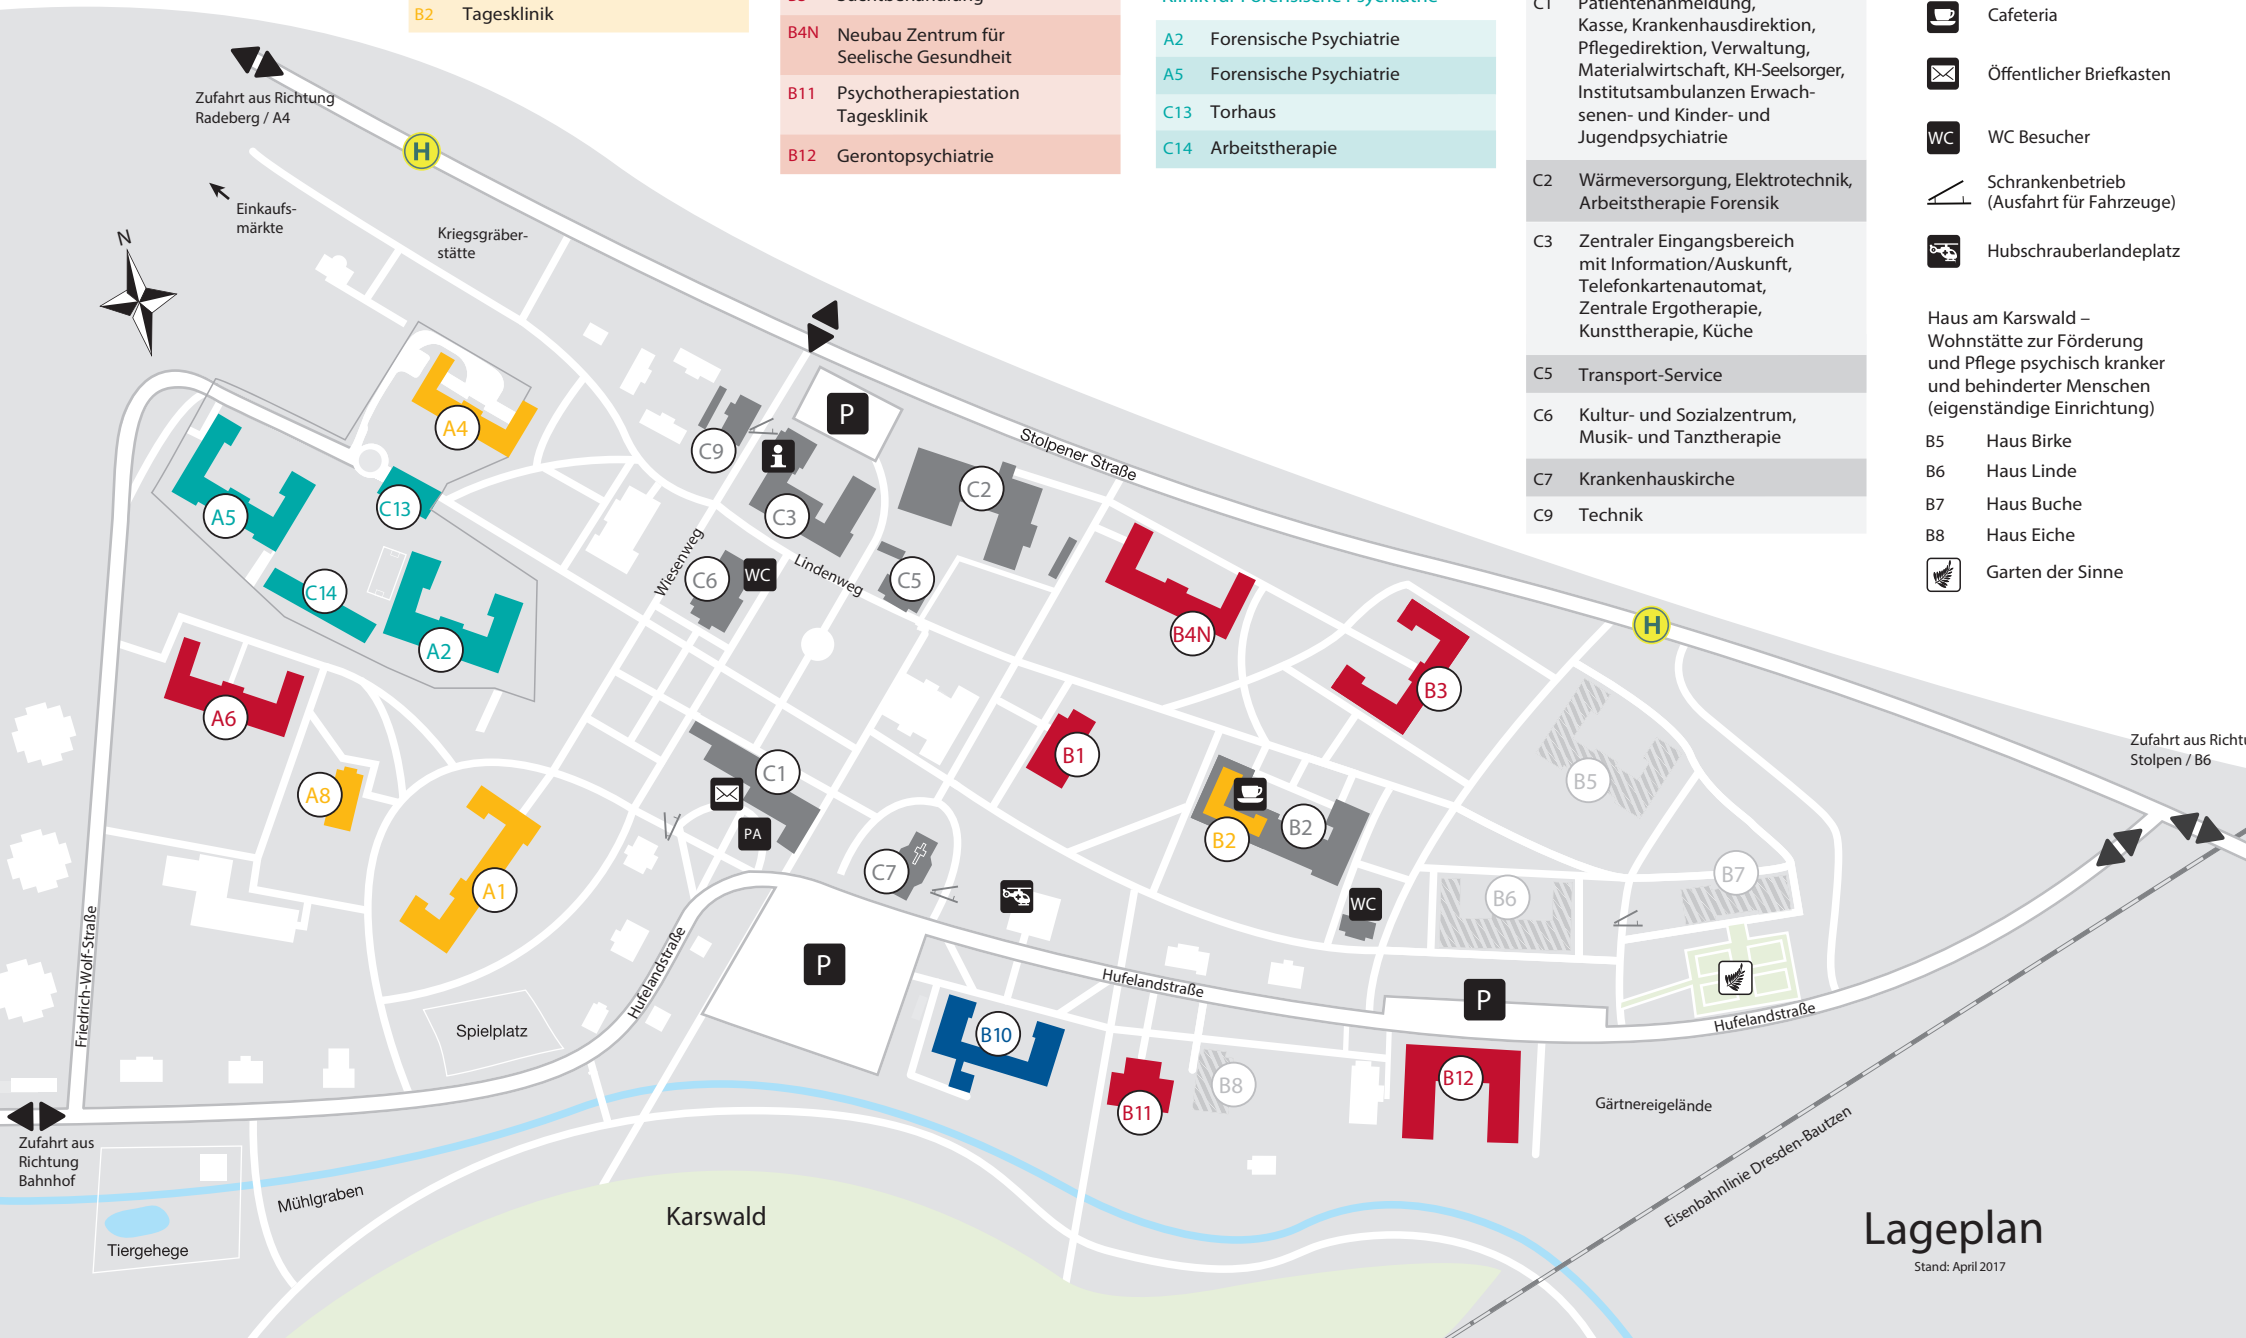 B2 Tagesklinik
B4N Neubau Zentrum für
Seelische Gesundheit
B11 Psychotherapiestation
Tagesklinik
B12 Gerontopsychiatrie
A2 Forensische Psychiatrie
A5 Forensische Psychiatrie
C13 Torhaus
C14 Arbeitstherapie
C1 Patientenanmeldung,
Kasse, Krankenhausdirektion,
Pflegedirektion, Verwaltung,
Materialwirtschaft, KH-Seelsorger,
Institutsambulanzen Erwach-
senen- und Kinder- und
Jugendpsychiatrie
C2 Wärmeversorgung, Elektrotechnik,
Arbeitstherapie Forensik
C3 Zentraler Eingangsbereich
mit Information/Auskunft,
Telefonkartenautomat,
Zentrale Ergotherapie,
Kunsttherapie, Küche
C5 Transport-Service
C6 Kultur- und Sozialzentrum,
Musik- und Tanztherapie
C7 Krankenhauskirche
C9 Technik
Cafeteria
Öffentlicher Briefkasten
WC WC Besucher
Schrankenbetrieb
(Ausfahrt für Fahrzeuge)
Hubschrauberlandeplatz
Haus am Karswald –
Wohnstätte zur Förderung
und Pflege psychisch kranker
und behinderter Menschen
(eigenständige Einrichtung)
B5 Haus Birke
B6 Haus Linde
B7 Haus Buche
B8 Haus Eiche
Garten der Sinne
Zufahrt aus Richtung
Radeberg / A4
H
Einkaufs-
märkte
Kriegsgräber-
stätte
N
A4
P
C9
i
Stolpener Straße
C2
A5
C13
C3
Wiesenweg
C6
WC
Lindenweg
C5
C14
A2
B4N
H
B3
A6
B1
C1
B5
Zufahrt aus Richtu
Stolpen / B6
A8
PA
B2
B2
A1
C7
WC
B6
B7
Friedrich-Wolf-Straße
Hufelandstraße
P
Hufelandstraße
P
Hufelandstraße
Spielplatz
B10
B11
B8
B12
Gärtnereigelände
Zufahrt aus
Richtung
Bahnhof
Mühlgraben
Tiergehege
Karswald
Eisenbahnlinie Dresden-Bautzen
Lageplan
Stand: April 2017